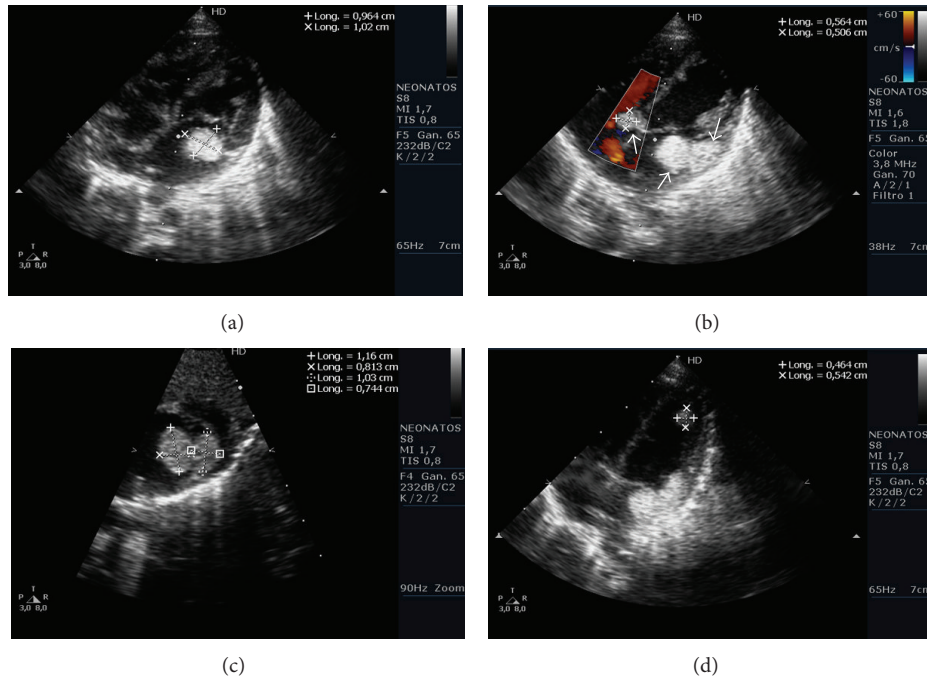 HD
+ Long. = 0,964 cm
× Long. = 1,02 cm
NEONATOS
S8
MI 1,7
TIS 0,8
F5 Gan. 65
232dB/C2
K/2/2
65Hz 7cm
T
P R
3,0 8,0
(a)
HD
+ Long. = 0,564 cm
× Long. = 0,506 cm
+60
cm/s
-60
NEONATOS
S8
MI 1,6
TIS 1,8
F5 Gan. 65
Color
3,8 MHz
Gan. 70
A/2/1
Filtro 1
38Hz 7cm
T
P R
3,0 8,0
(b)
HD
+ Long. = 1,16 cm
× Long. = 0,813 cm
Long. = 1,03 cm
Long. = 0,744 cm
NEONATOS
S8
MI 1,7
TIS 0,8
F4 Gan. 65
232dB/C2
K/2/2
90Hz Zoom
T
P R
3,0 8,0
(c)
HD
+ Long. = 0,464 cm
× Long. = 0,542 cm
NEONATOS
S8
MI 1,7
TIS 0,8
F5 Gan. 65
232dB/C2
K/2/2
65Hz 7cm
T
P R
3,0 8,0
(d)